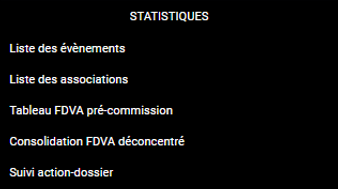 STATISTIQUES
Liste des évènements
Liste des associations
Tableau FDVA pré-commission
Consolidation FDVA déconcentré
Suivi action-dossier